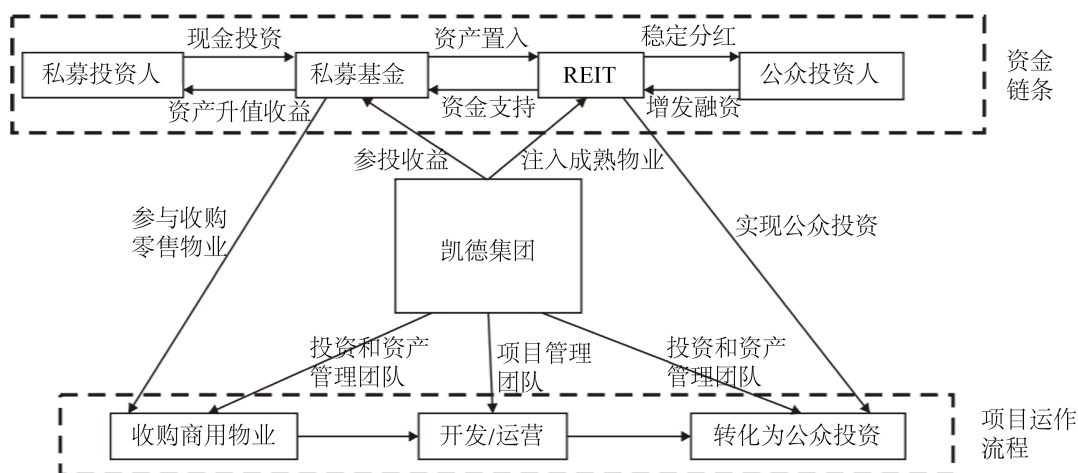 现金投资
资产置入
稳定分红
私募投资人
私募基金
REIT
公众投资人
资金
链条
资产升值收益
资金支持
增发融资
参投收益
注入成熟物业
参与收购
零售物业
凯德集团
实现公众投资
投资和资产
管理团队
项目管理
团队
投资和资产
管理团队
收购商用物业
开发/运营
转化为公众投资
项目运作
流程